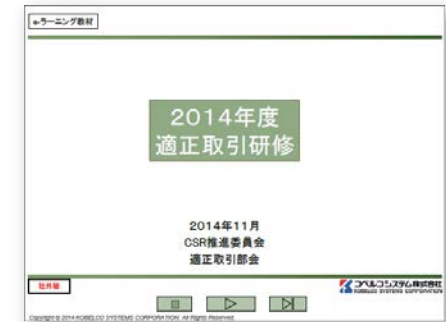 e-ラーニング教材
2014年度
適正取引研修
2014年11月
CSR推進委員会
適正取引部会
社外秘
コベルコシステム株式会社
KOBELCO SYSTEMS CORPORATION
Copyright © 2014 KOBELCO SYSTEMS CORPORATION. All Rights Reserved.